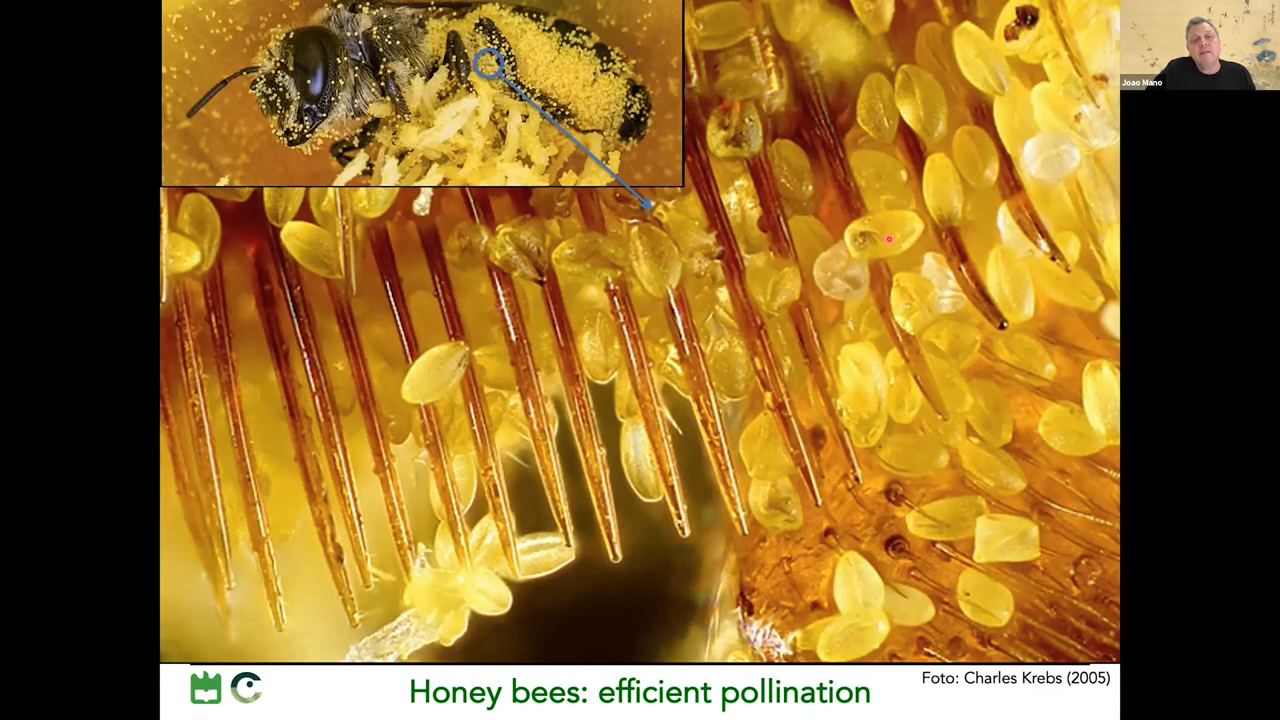 Joao Mano
Foto: Charles Krebs (2005)
Honey bees: efficient pollination